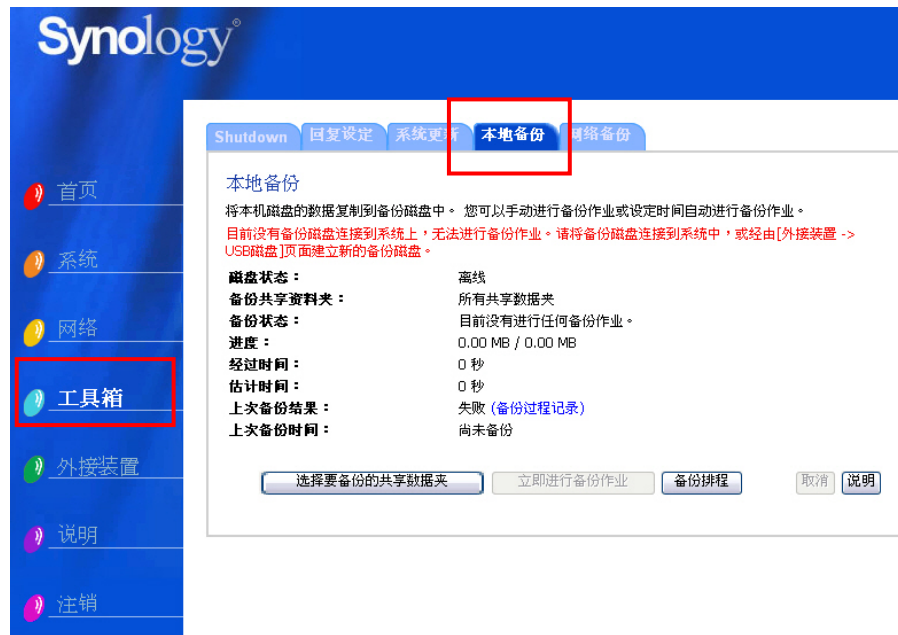 Synology
Shutdown 回复设定 系统更新 本地备份 网络备份
首页
系统
网络
工具箱
外接装置
说明
注销
本地备份
将本机磁盘的数据复制到备份磁盘中。 您可以手动进行备份作业或设定时间自动进行备份作业。
目前没有备份磁盘连接到系统上，无法进行备份作业。请将备份磁盘连接到系统中，或经由[外接装置 ->
USB磁盘]页面建立新的备份磁盘。
磁盘状态： 离线
备份共享资料夹： 所有共享数据夹
备份状态： 目前没有进行任何备份作业。
进度： 0.00 MB / 0.00 MB
经过时间： 0 秒
估计时间： 0 秒
上次备份结果： 失败 (备份过程记录)
上次备份时间： 尚未备份
选择要备份的共享数据夹 立即进行备份作业 备份排程 取消 说明